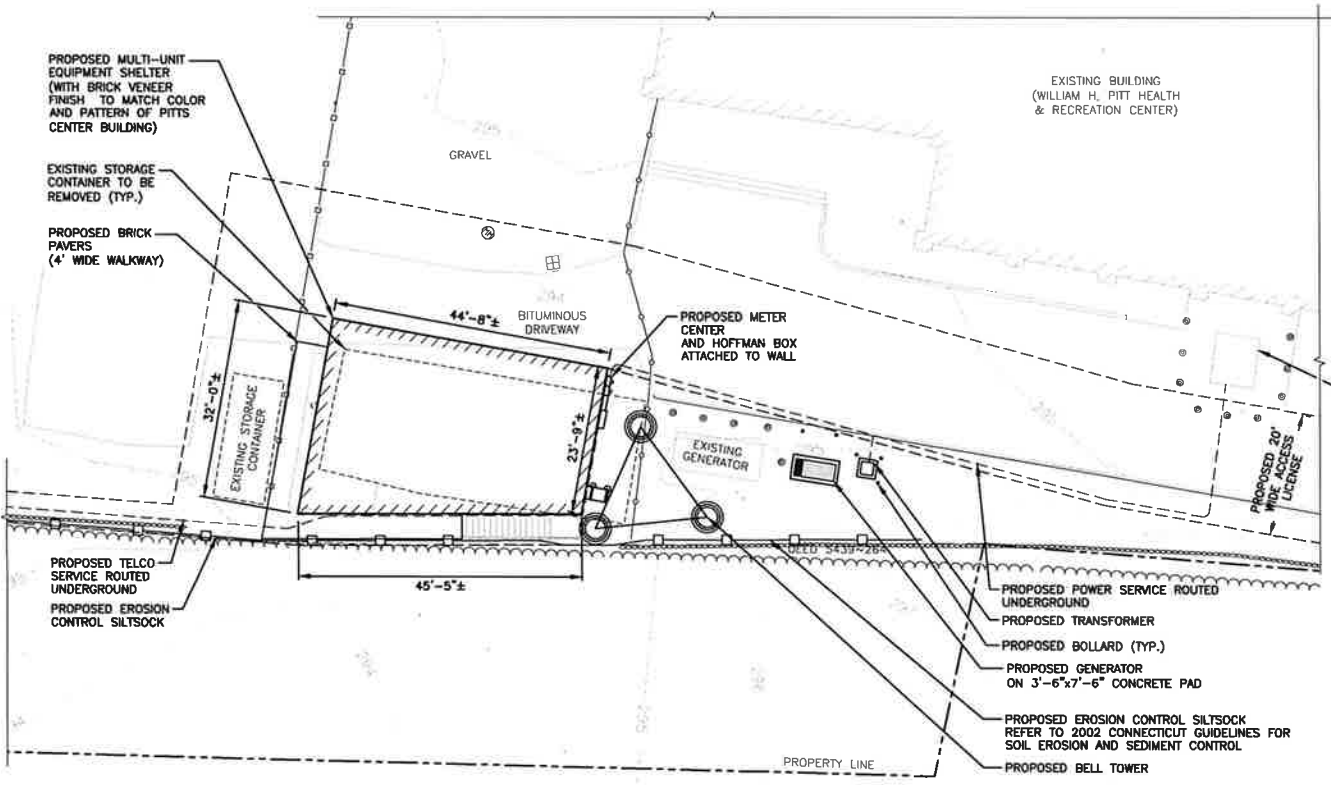 PROPOSED MULTI-UNIT
EQUIPMENT SHELTER
(WITH BRICK VENEER
FINISH TO MATCH COLOR
AND PATTERN OF PITTS
CENTER BUILDING)
EXISTING STORAGE
CONTAINER TO BE
REMOVED (TYP.)
PROPOSED BRICK
PAVERS
(4' WIDE WALKWAY)
GRAVEL
EXISTING BUILDING
(WILLIAM H. PITT HEALTH
& RECREATION CENTER)
44'-8"±
BITUMINOUS
DRIVEWAY
PROPOSED METER
CENTER
AND HOFFMAN BOX
ATTACHED TO WALL
32'-0"±
EXISTING STORAGE
CONTAINER
23'-9"±
EXISTING
GENERATOR
PROPOSED 20'
WIDE ACCESS
LICENSE
DEED 5439-264
45'-5"±
PROPOSED TELCO
SERVICE ROUTED
UNDERGROUND
PROPOSED EROSION
CONTROL SILTSOCK
PROPOSED POWER SERVICE ROUTED
UNDERGROUND
PROPOSED TRANSFORMER
PROPOSED BOLLARD (TYP.)
PROPOSED GENERATOR
ON 3'-6"x7'-6" CONCRETE PAD
PROPOSED EROSION CONTROL SILTSOCK
REFER TO 2002 CONNECTICUT GUIDELINES FOR
SOIL EROSION AND SEDIMENT CONTROL
PROPOSED BELL TOWER
PROPERTY LINE